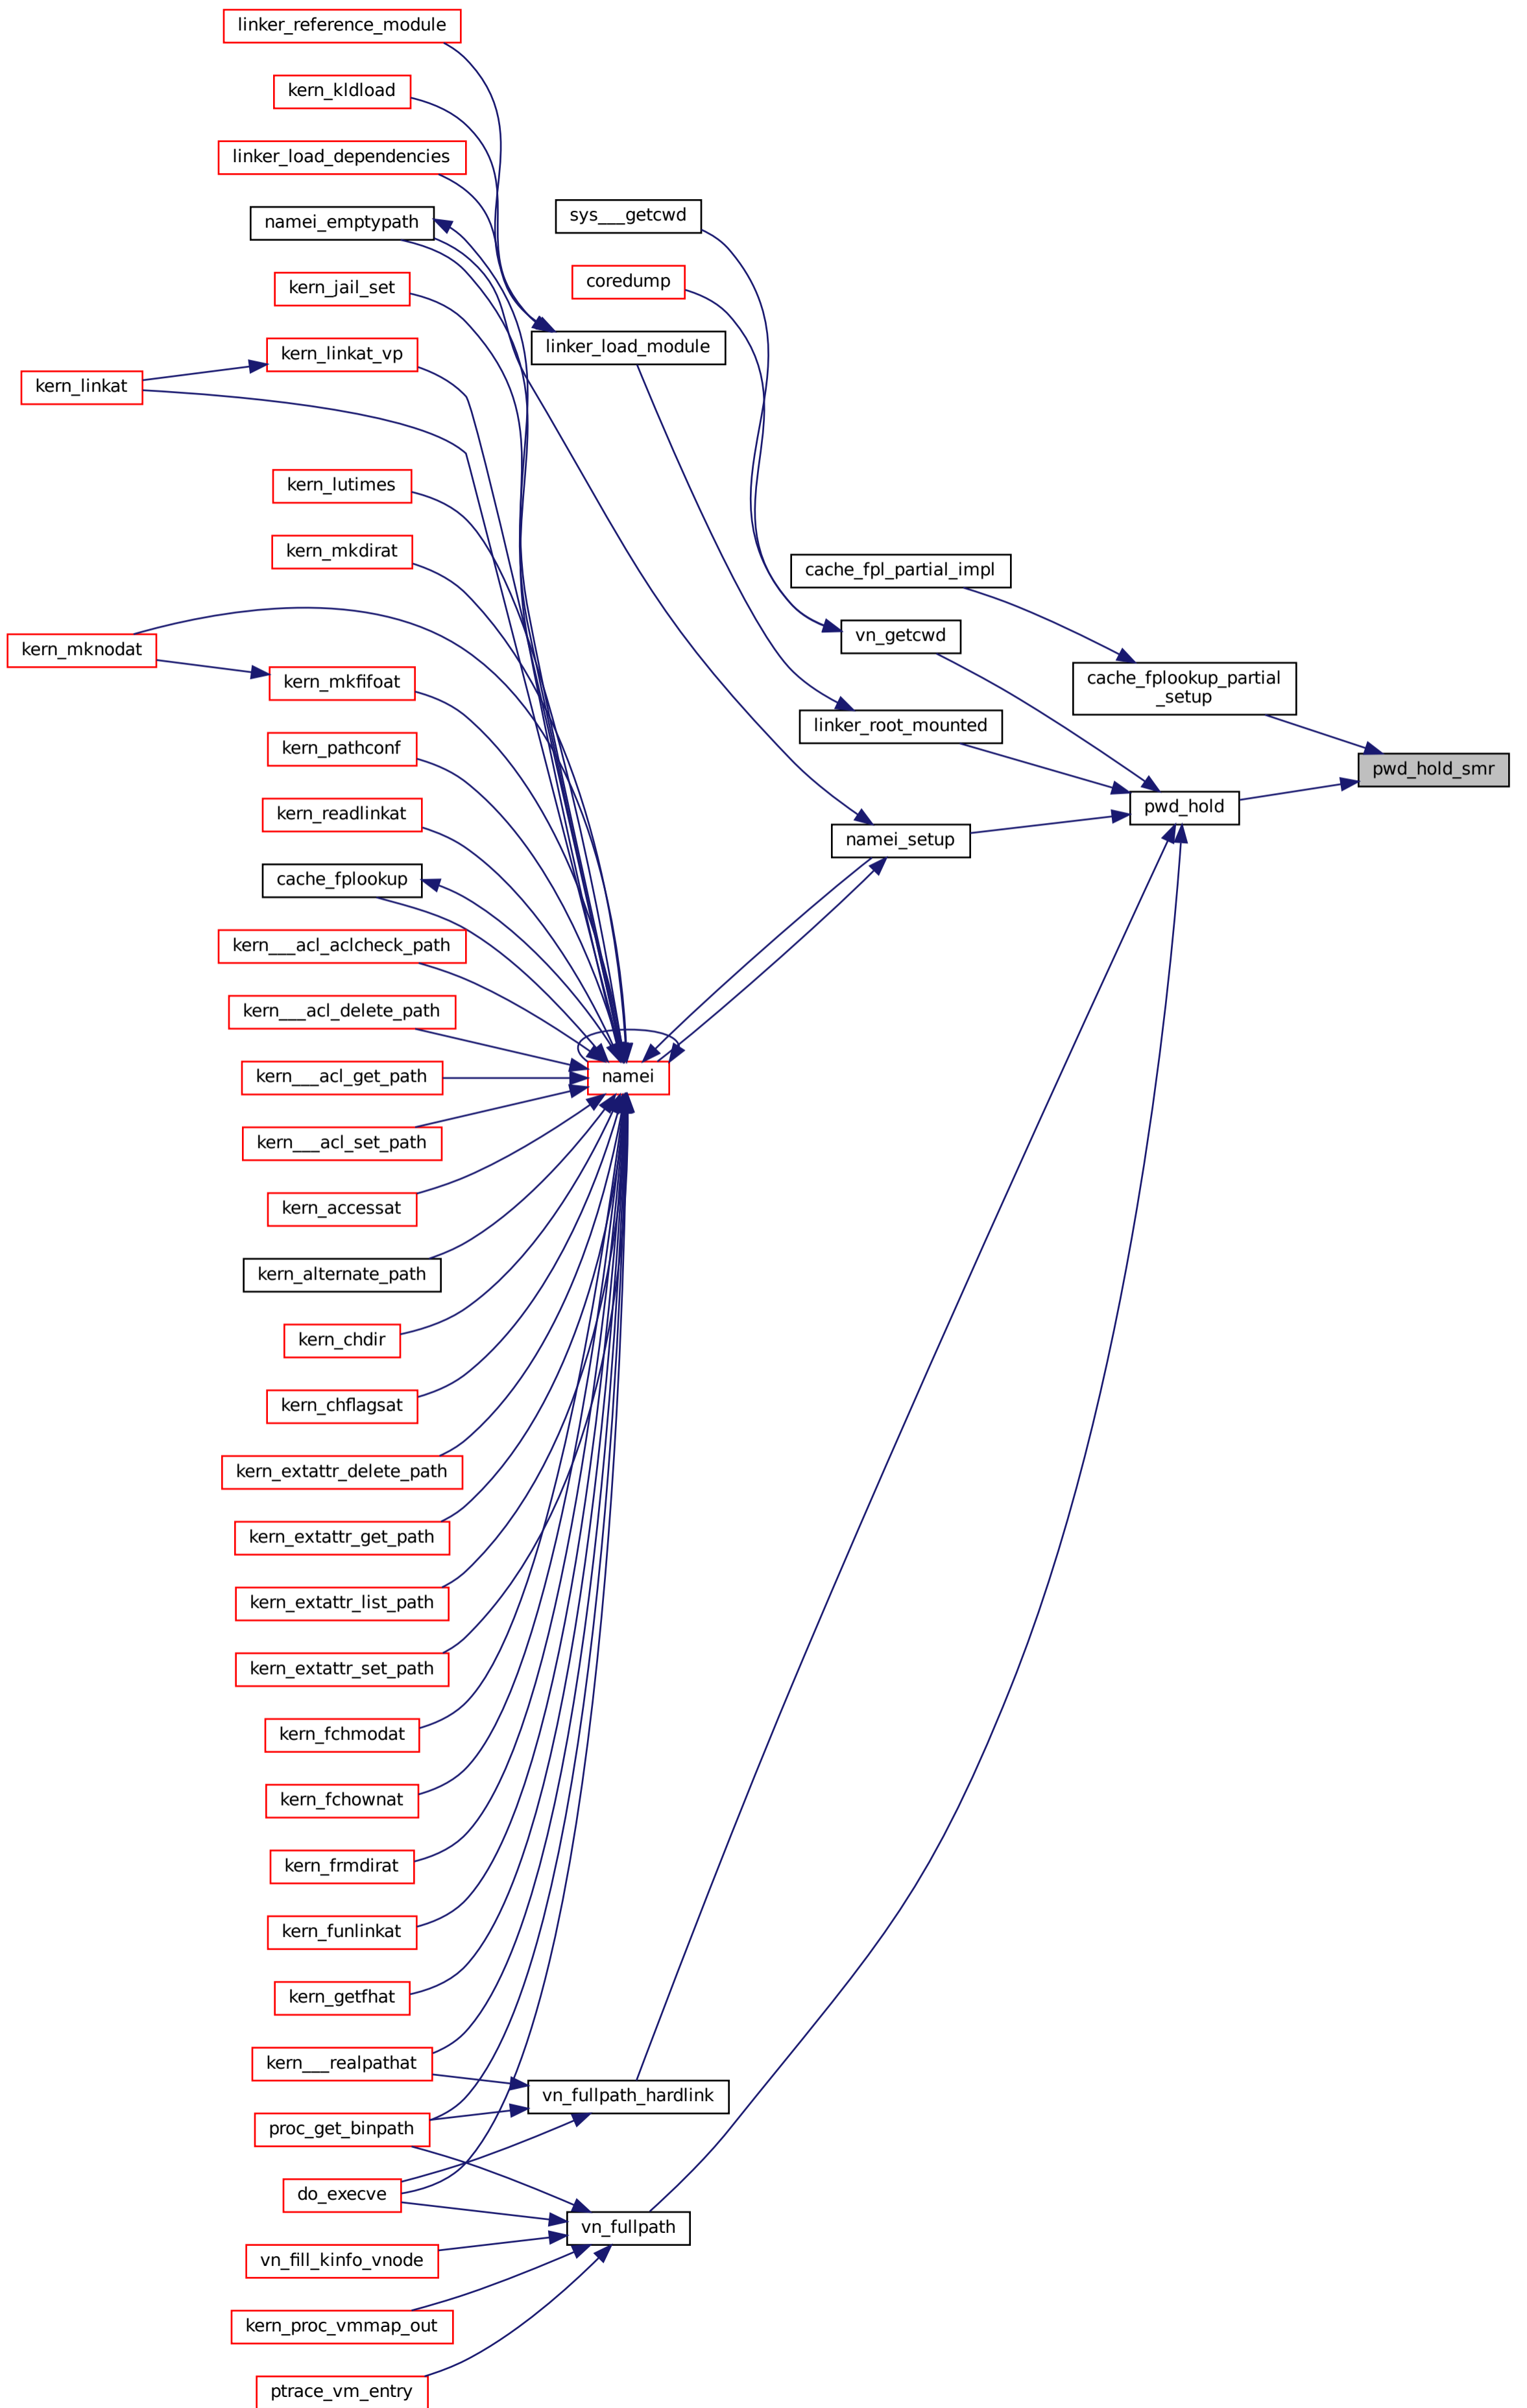 linker_reference_module
kern_kldload
linker_load_dependencies
namei_emptypath
sys___getcwd
coredump
kern_jail_set
linker_load_module
kern_linkat_vp
kern_linkat
kern_lutimes
kern_mkdirat
cache_fpl_partial_impl
vn_getcwd
kern_mknodat
kern_mkfifoat
cache_fplookup_partial
_setup
linker_root_mounted
kern_pathconf
pwd_hold_smr
pwd_hold
kern_readlinkat
namei_setup
cache_fplookup
kern___acl_aclcheck_path
kern___acl_delete_path
kern___acl_get_path
namei
kern___acl_set_path
kern_accessat
kern_alternate_path
kern_chdir
kern_chflagsat
kern_extattr_delete_path
kern_extattr_get_path
kern_extattr_list_path
kern_extattr_set_path
kern_fchmodat
kern_fchownat
kern_frmdirat
kern_funlinkat
kern_getfhat
kern___realpathat
vn_fullpath_hardlink
proc_get_binpath
do_execve
vn_fullpath
vn_fill_kinfo_vnode
kern_proc_vmmap_out
ptrace_vm_entry